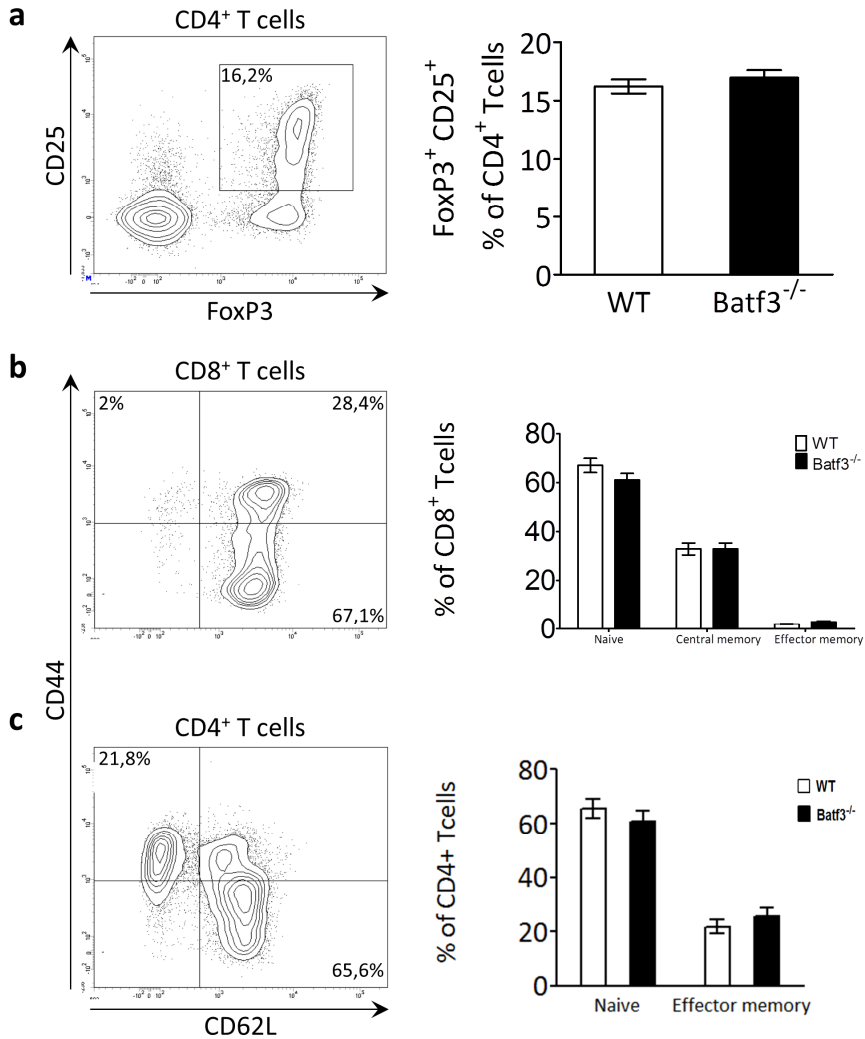 a
CD4⁺ T cells
16,2%
CD25
FoxP3
FoxP3⁺ CD25⁺
% of CD4⁺ Tcells
20
15
10
5
0
WT
Batf3⁻/⁻
b
CD8⁺ T cells
2%
28,4%
67,1%
% of CD8⁺ Tcells
80
60
40
20
0
WT
Batf3⁻/⁻
Naive
Central memory
Effector memory
CD44
c
CD4⁺ T cells
21,8%
65,6%
CD62L
% of CD4+ Tcells
80
60
40
20
0
WT
Batf3⁻/⁻
Naive
Effector memory